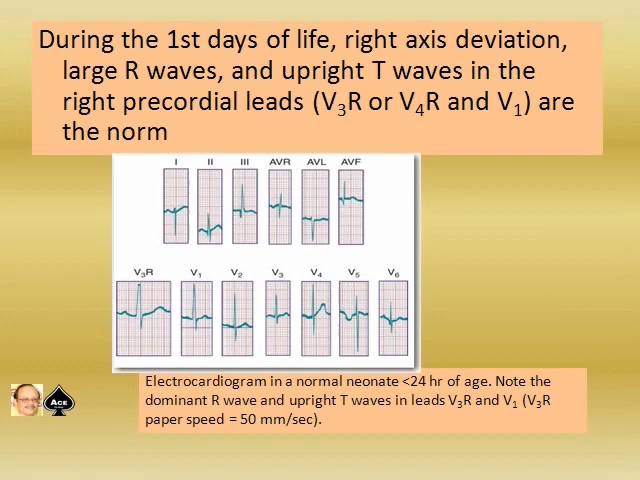 During the 1st days of life, right axis deviation,
large R waves, and upright T waves in the
right precordial leads (V3R or V4R and V1) are
the norm
I II III AVR AVL AVF
V3R V1 V2 V3 V4 V5 V6
Electrocardiogram in a normal neonate <24 hr of age. Note the
dominant R wave and upright T waves in leads V3R and V1 (V3R
paper speed = 50 mm/sec).
ACE